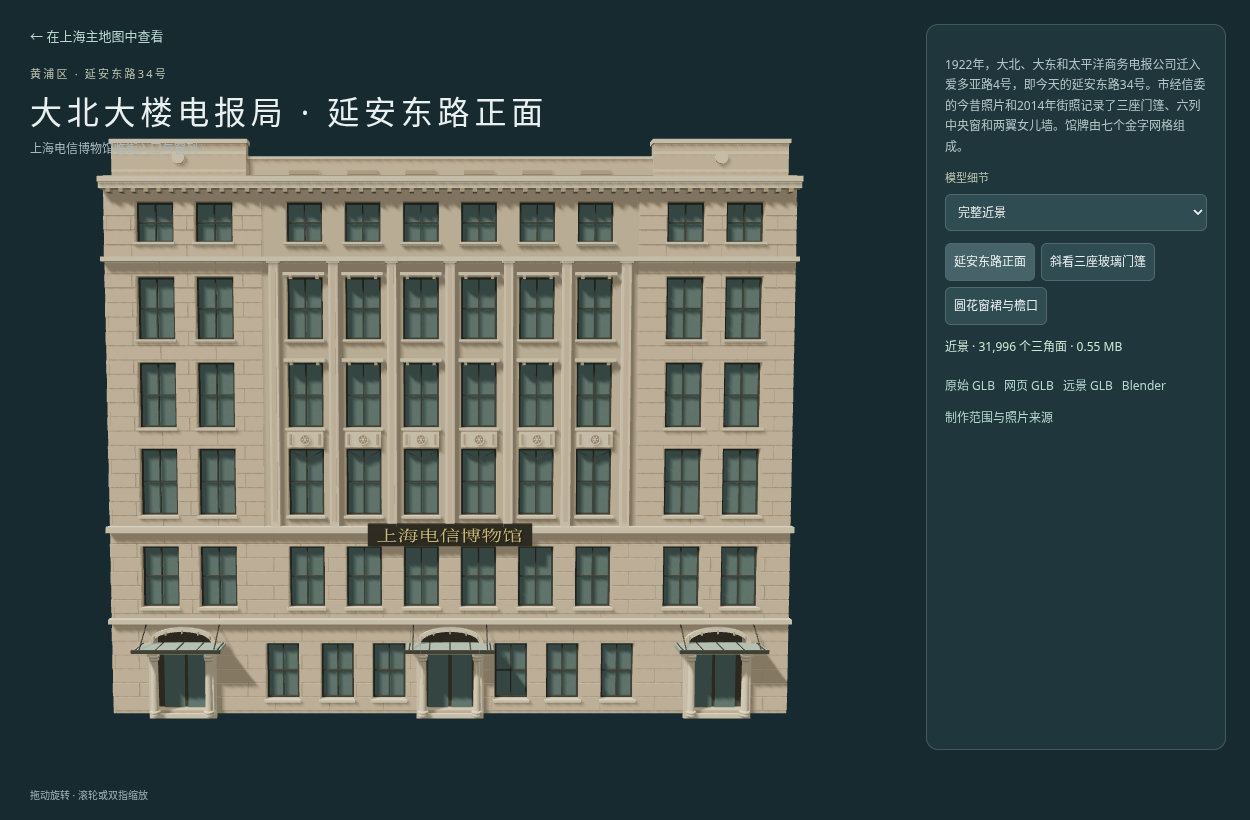 ← 在上海主地图中查看
黄浦区 · 延安东路34号
大北大楼电报局 · 延安东路正面
上海电信博物馆
上海电信博物馆
1922年，大北、大东和太平洋商务电报公司迁入
爱多亚路4号，即今天的延安东路34号。市经信委
的今昔照片和2014年街照记录了三座门篷、六列
中央窗和两翼女儿墙。馆牌由七个金字网格组
成。
模型细节
完整近景
延安东路正面 斜看三座玻璃门篷
圆花窗裙与檐口
近景 · 31,996 个三角面 · 0.55 MB
原始 GLB 网页 GLB 远景 GLB Blender
制作范围与照片来源
拖动旋转 · 滚轮或双指缩放